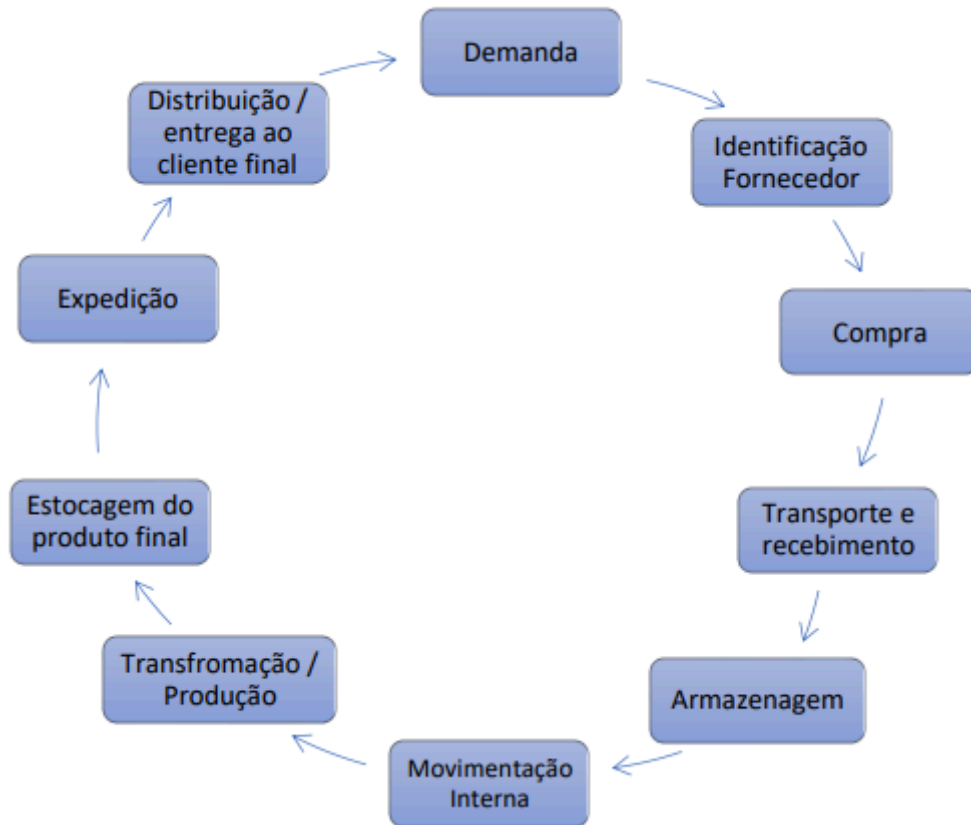 Demanda
Identificação
Fornecedor
Compra
Transporte e
recebimento
Armazenagem
Movimentação
Interna
Transfromação /
Produção
Estocagem do
produto final
Expedição
Distribuição /
entrega ao
cliente final